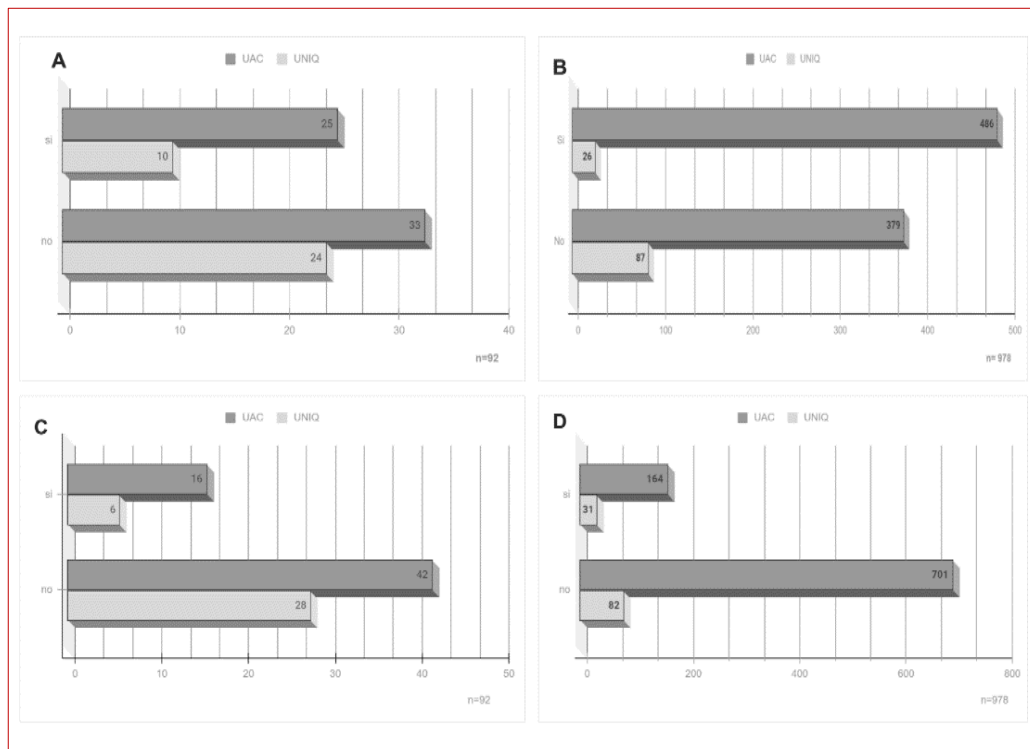 A
UAC UNIQ
si
25
10
no
33
24
0 10 20 30 40
n=92
B
UAC UNIQ
Si
486
26
No
379
87
0 100 200 300 400 500
n= 978
C
UAC UNIQ
si
16
6
no
42
28
0 10 20 30 40 50
n=92
D
UAC UNIQ
si
164
31
no
701
82
0 200 400 600 800
n=978